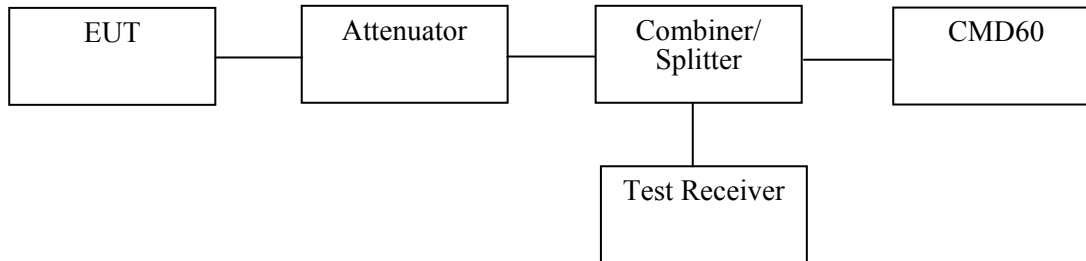 EUT
Attenuator
Combiner/
Splitter
CMD60
Test Receiver